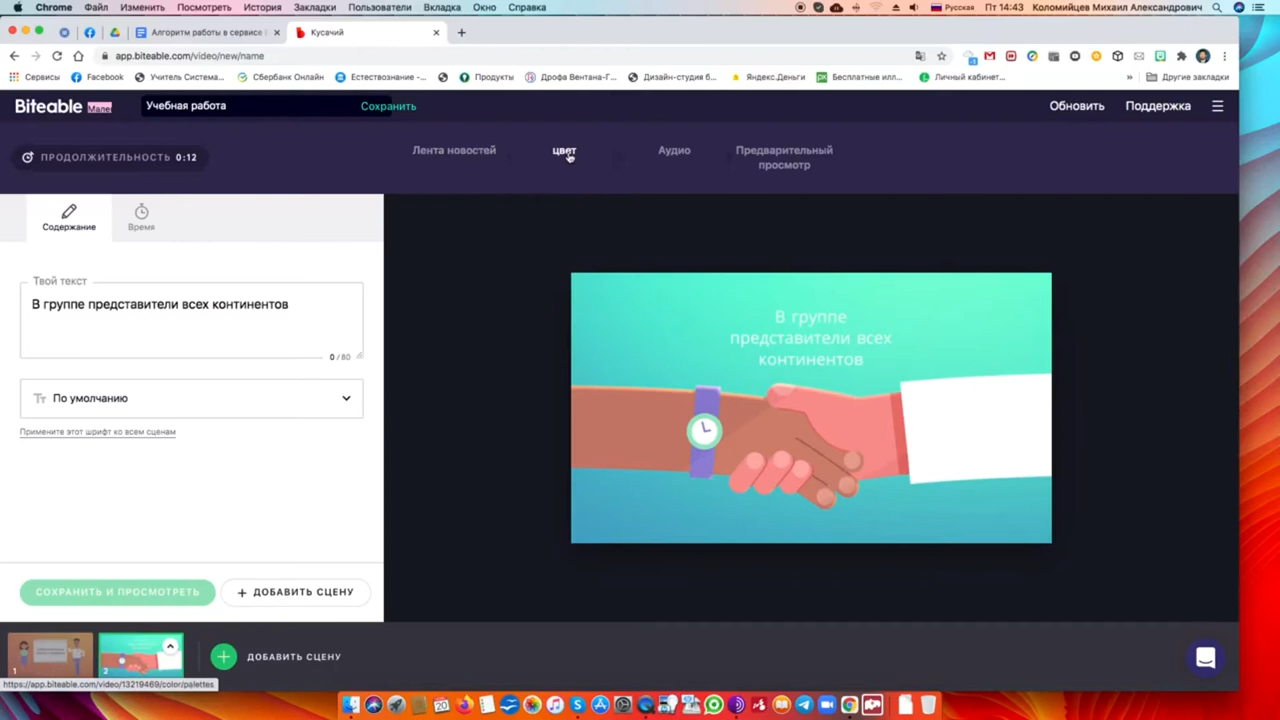 Chrome Файл Изменить Посмотреть История Закладки Пользователи Вкладка Окно Справка Русская Пт 14:43 Коломийцев Михаил Александрович
Алгоритм работы в сервисе Кусачий
app.biteable.com/video/new/name
Сервисы Facebook Учитель Система... Сбербанк Онлайн Естествознание -... Продукты Дрофа Вентана-Г... Дизайн-студия б... Яндекс.Деньги Бесплатные илл... Личный кабинет... » Другие закладки
Biteable Мале Учебная работа Сохранить Обновить Поддержка
ПРОДОЛЖИТЕЛЬНОСТЬ 0:12 Лента новостей цвет Аудио Предварительный
просмотр
Содержание Время
Твой текст
В группе представители всех континентов
0 / 80
По умолчанию
Примените этот шрифт ко всем сценам
В группе
представители всех
континентов
СОХРАНИТЬ И ПРОСМОТРЕТЬ + ДОБАВИТЬ СЦЕНУ
1 2 ДОБАВИТЬ СЦЕНУ
https://app.biteable.com/video/13219469/color/palettes
20